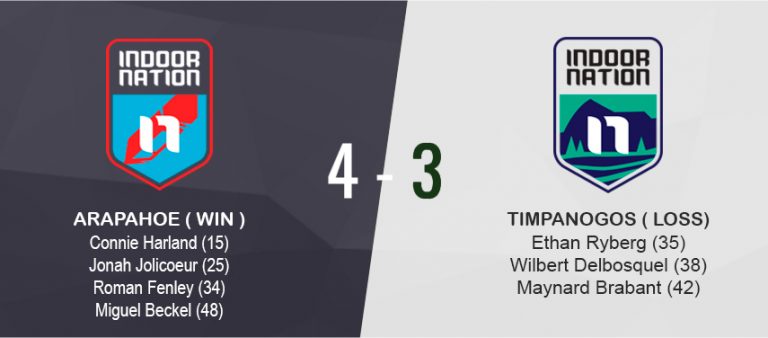 INDOOR
NATION
n
ARAPAHOE ( WIN )
Connie Harland (15)
Jonah Jolicoeur (25)
Roman Fenley (34)
Miguel Beckel (48)
4 - 3
INDOOR
NATION
n
TIMPANOGOS ( LOSS)
Ethan Ryberg (35)
Wilbert Delbosquel (38)
Maynard Brabant (42)